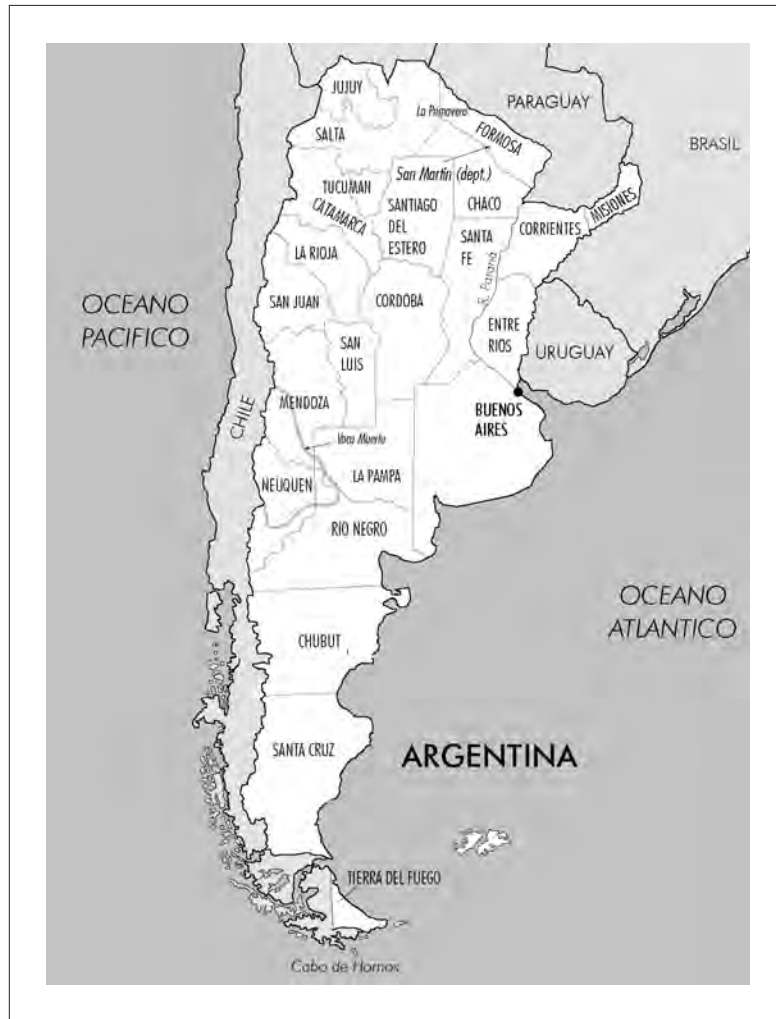 JUJUY
PARAGUAY
La Primavera
SALTA
FORMOSA
BRASIL
San Martín (dept.)
TUCUMAN
CHACO
MISIONES
SANTIAGO
DEL
ESTERO
CATAMARCA
CORRIENTES
SANTA
FE
LA RIOJA
R. Paraná
OCEANO
PACIFICO
SAN JUAN
CORDOBA
ENTRE
RIOS
SAN
LUIS
URUGUAY
MENDOZA
CHILE
BUENOS
AIRES
Vaca Muerta
NEUQUEN
LA PAMPA
RIO NEGRO
OCEANO
ATLANTICO
CHUBUT
SANTA CRUZ
ARGENTINA
TIERRA DEL FUEGO
Cabo de Hornos